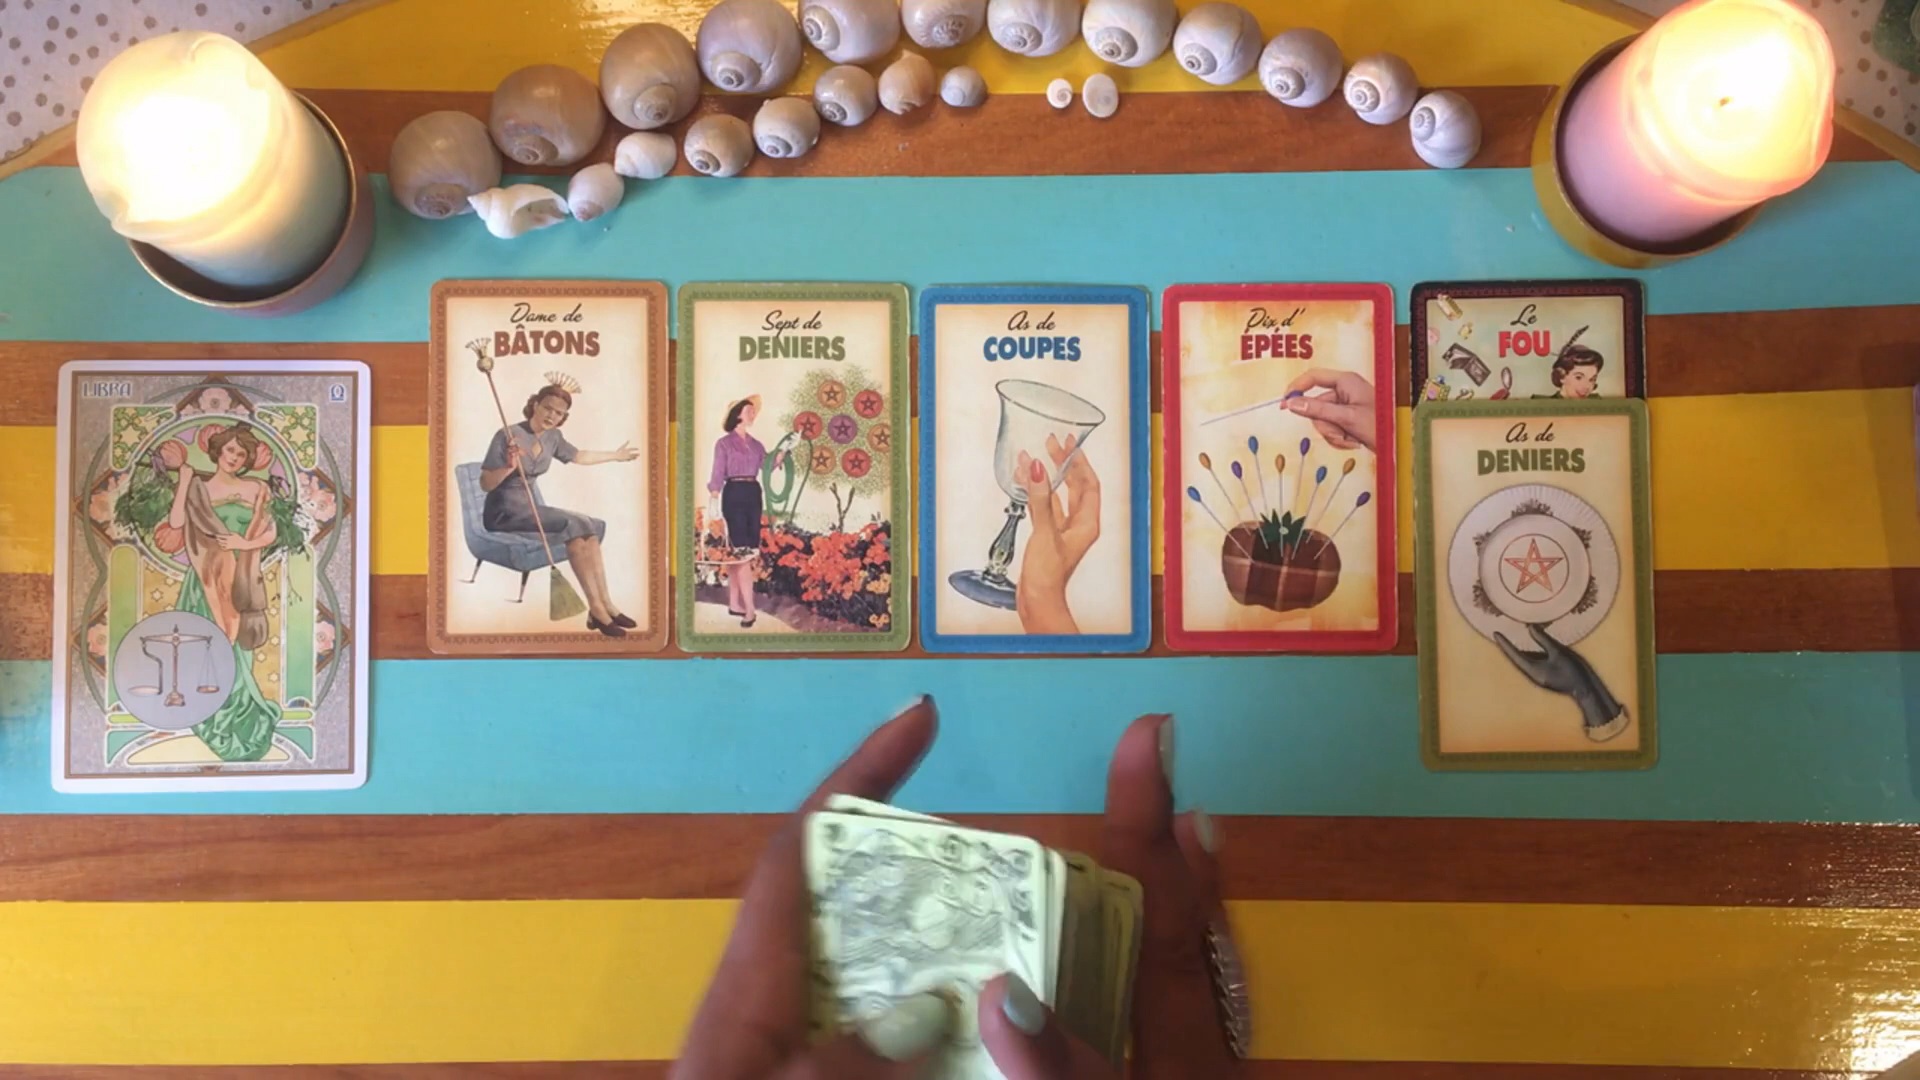 LIBRA
Dame de
BÂTONS
Sept de
DENIERS
As de
COUPES
Dix d'
ÉPÉES
Le
FOU
As de
DENIERS